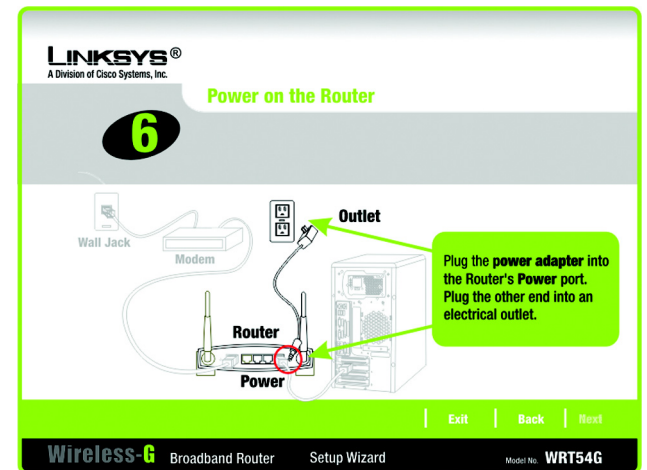 LINKSYS®
A Division of Cisco Systems, Inc.
Power on the Router
6
Wall Jack
Modem
Outlet
Plug the power adapter into
the Router's Power port.
Plug the other end into an
electrical outlet.
Router
Power
Exit
Back
Next
Wireless-G Broadband Router Setup Wizard Model No. WRT54G